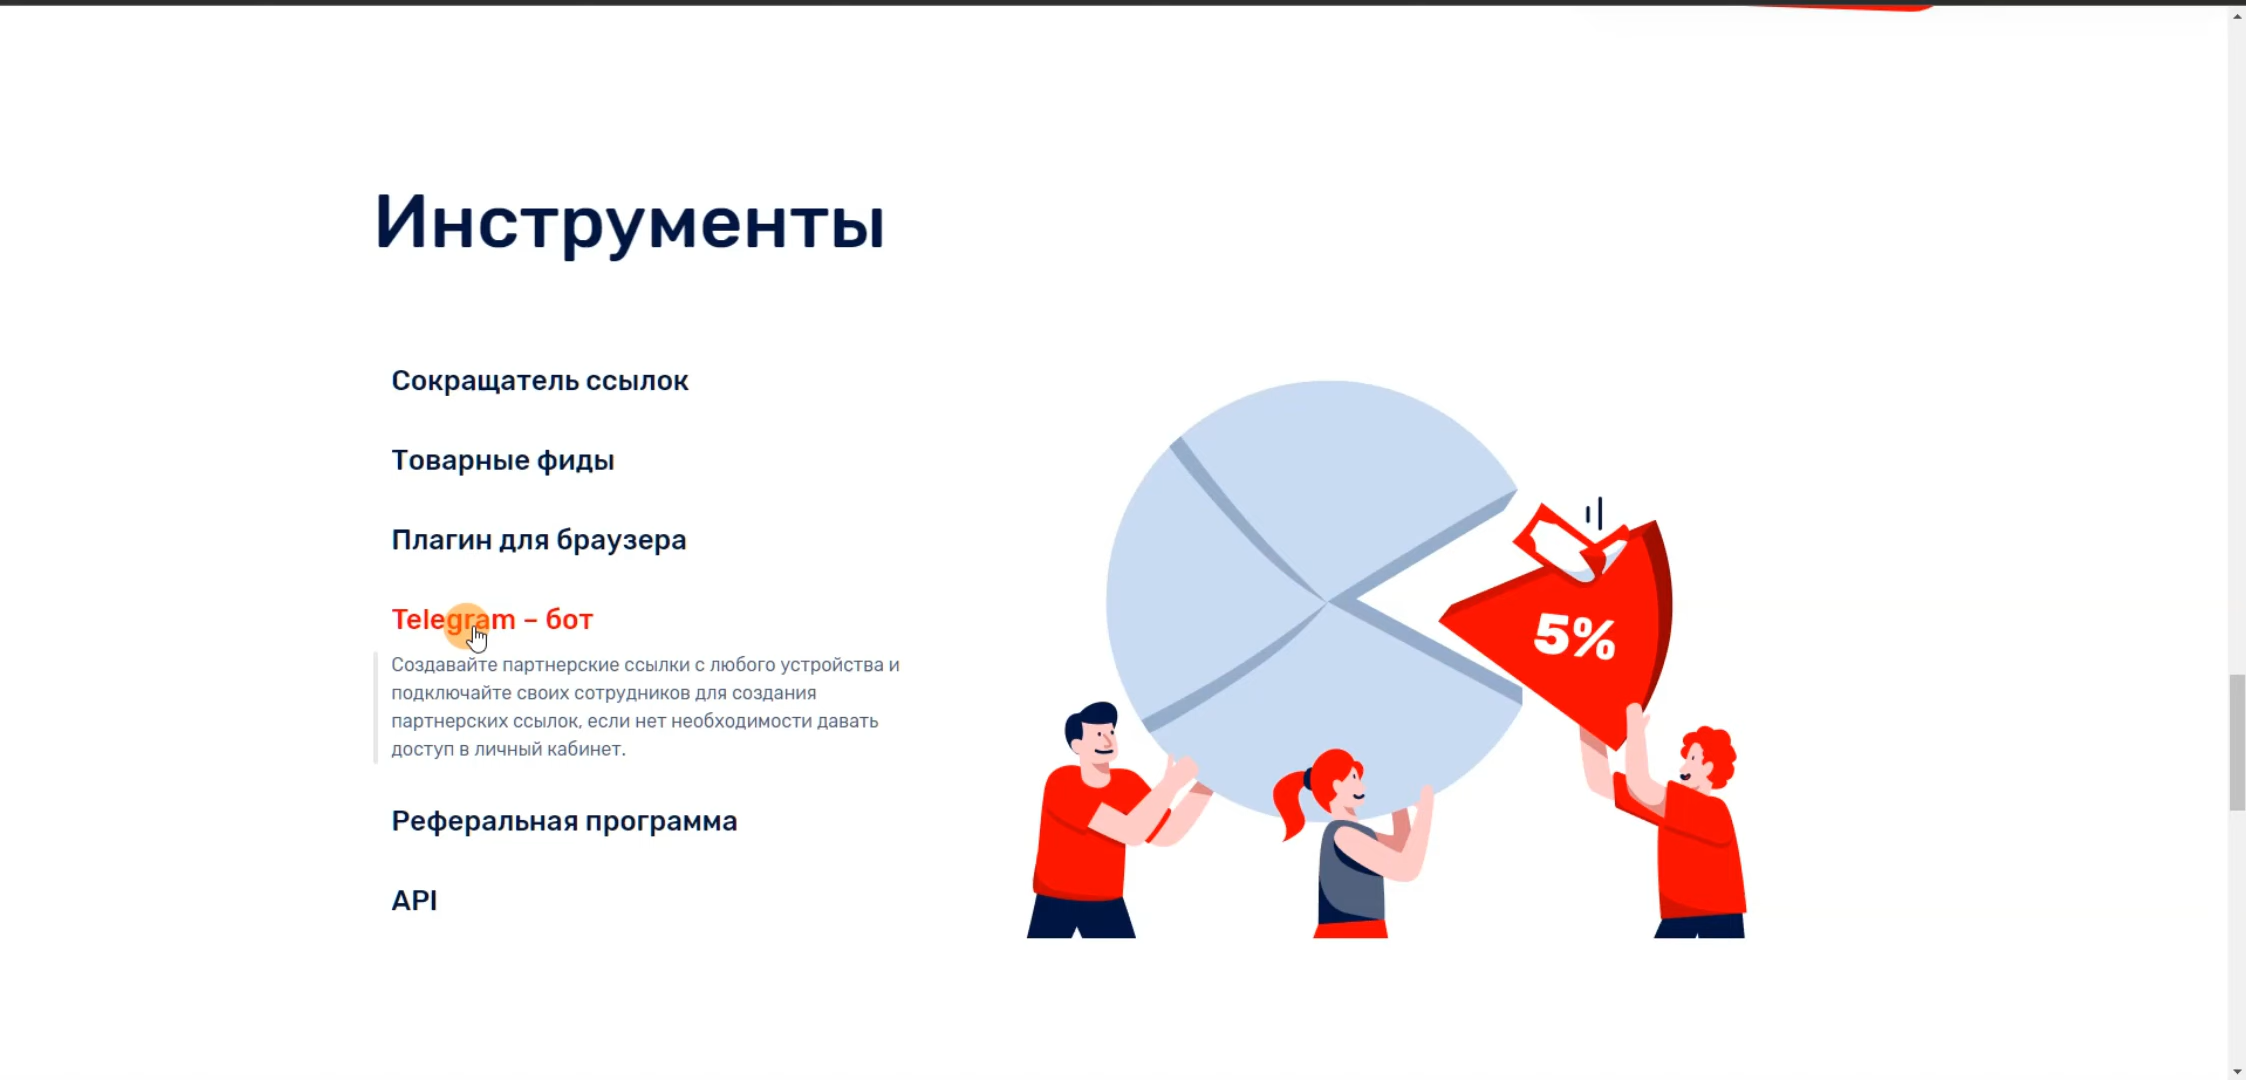 Инструменты
Сокращатель ссылок
Товарные фиды
Плагин для браузера
Telegram – бот
Создавайте партнерские ссылки с любого устройства и
подключайте своих сотрудников для создания
партнерских ссылок, если нет необходимости давать
доступ в личный кабинет.
Реферальная программа
API
5%